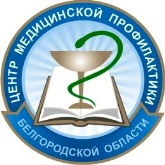 ЦЕНТР МЕДИЦИНСКОЙ ПРОФИЛАКТИКИ
БЕЛГОРОДСКОЙ ОБЛАСТИ